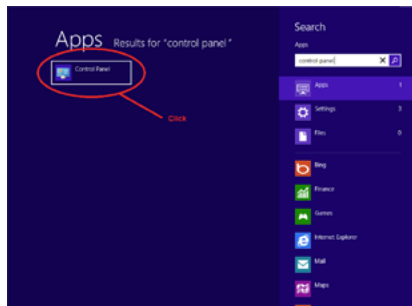 Search
Apps Results for "control panel"
Apps
control panel
Control Panel
Click
Apps 1
Settings 3
Files 0
Bing
Finance
Games
Internet Explorer
Mail
Maps